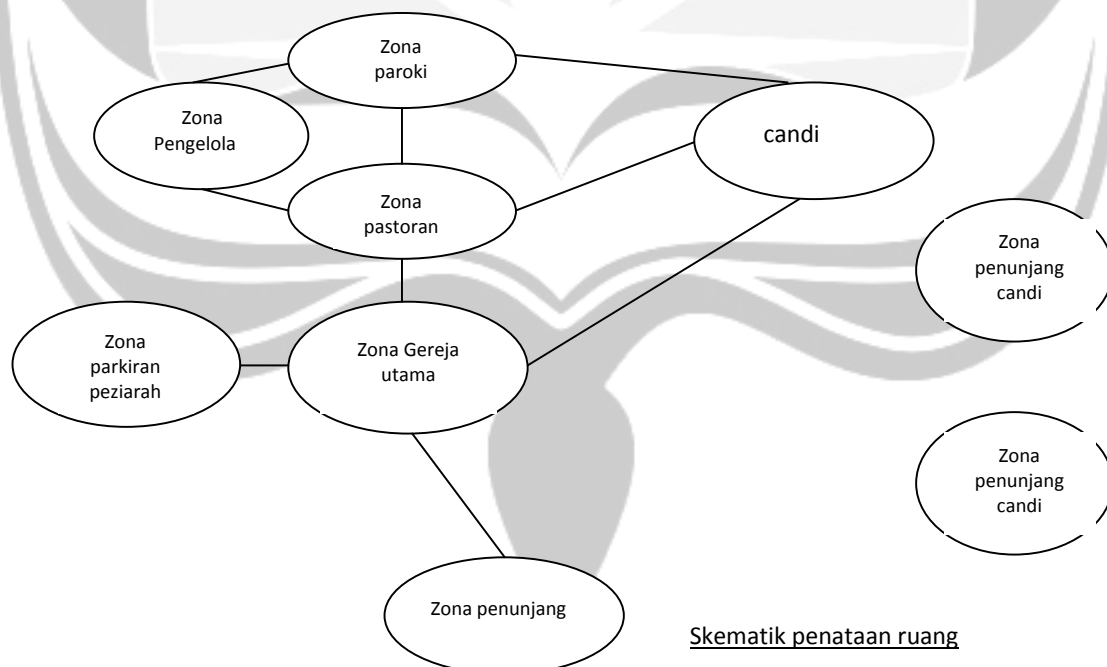 Zona
paroki
Zona
Pengelola
candi
Zona
pastoran
Zona
penunjang
candi
Zona
parkiran
peziarah
Zona Gereja
utama
Zona
penunjang
candi
Zona penunjang
Skematik penataan ruang